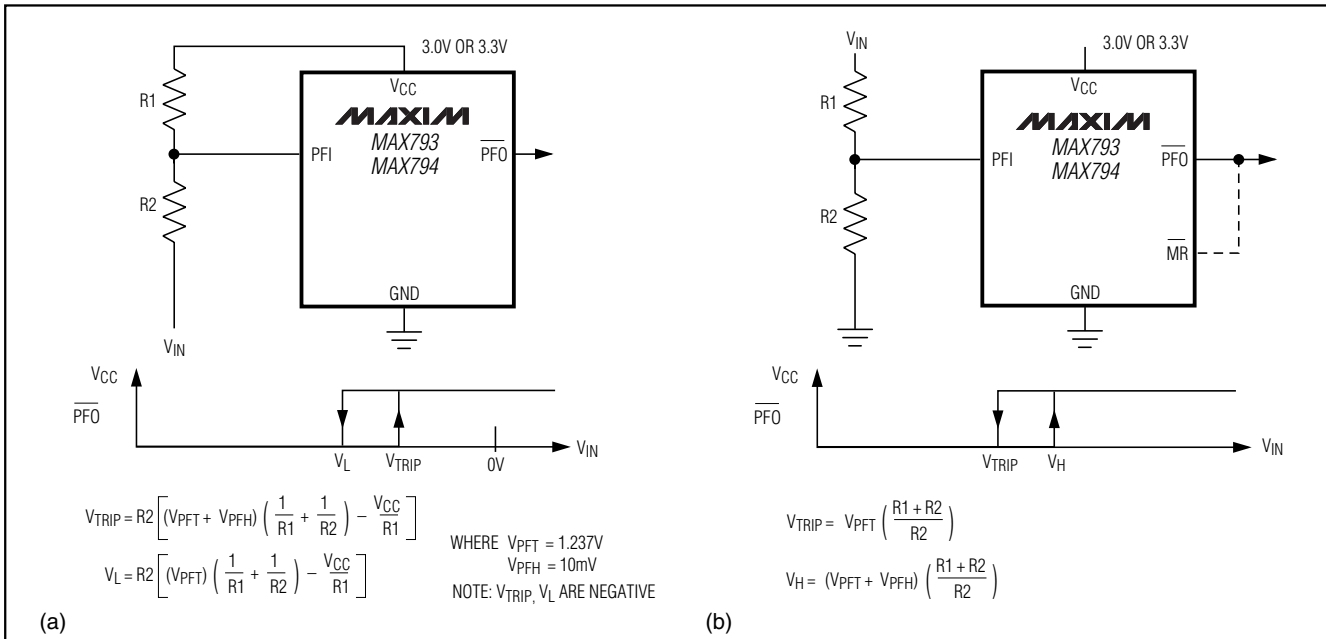 3.0V OR 3.3V
R1
VCC
MAXIM
MAX793
MAX794
PFI
PFO
R2
GND
VIN
VCC
PFO
VL
VTRIP
0V
VIN
VTRIP = R2 [(VPFT + VPFH) (1/R1 + 1/R2) − VCC/R1]
VL = R2 [(VPFT) (1/R1 + 1/R2) − VCC/R1]
WHERE VPFT = 1.237V
VPFH = 10mV
NOTE: VTRIP, VL ARE NEGATIVE
(a)
VIN
3.0V OR 3.3V
R1
VCC
MAXIM
MAX793
MAX794
PFI
PFO
R2
MR
GND
VCC
PFO
VTRIP
VH
VIN
VTRIP = VPFT (R1 + R2/R2)
VH = (VPFT + VPFH) (R1 + R2/R2)
(b)